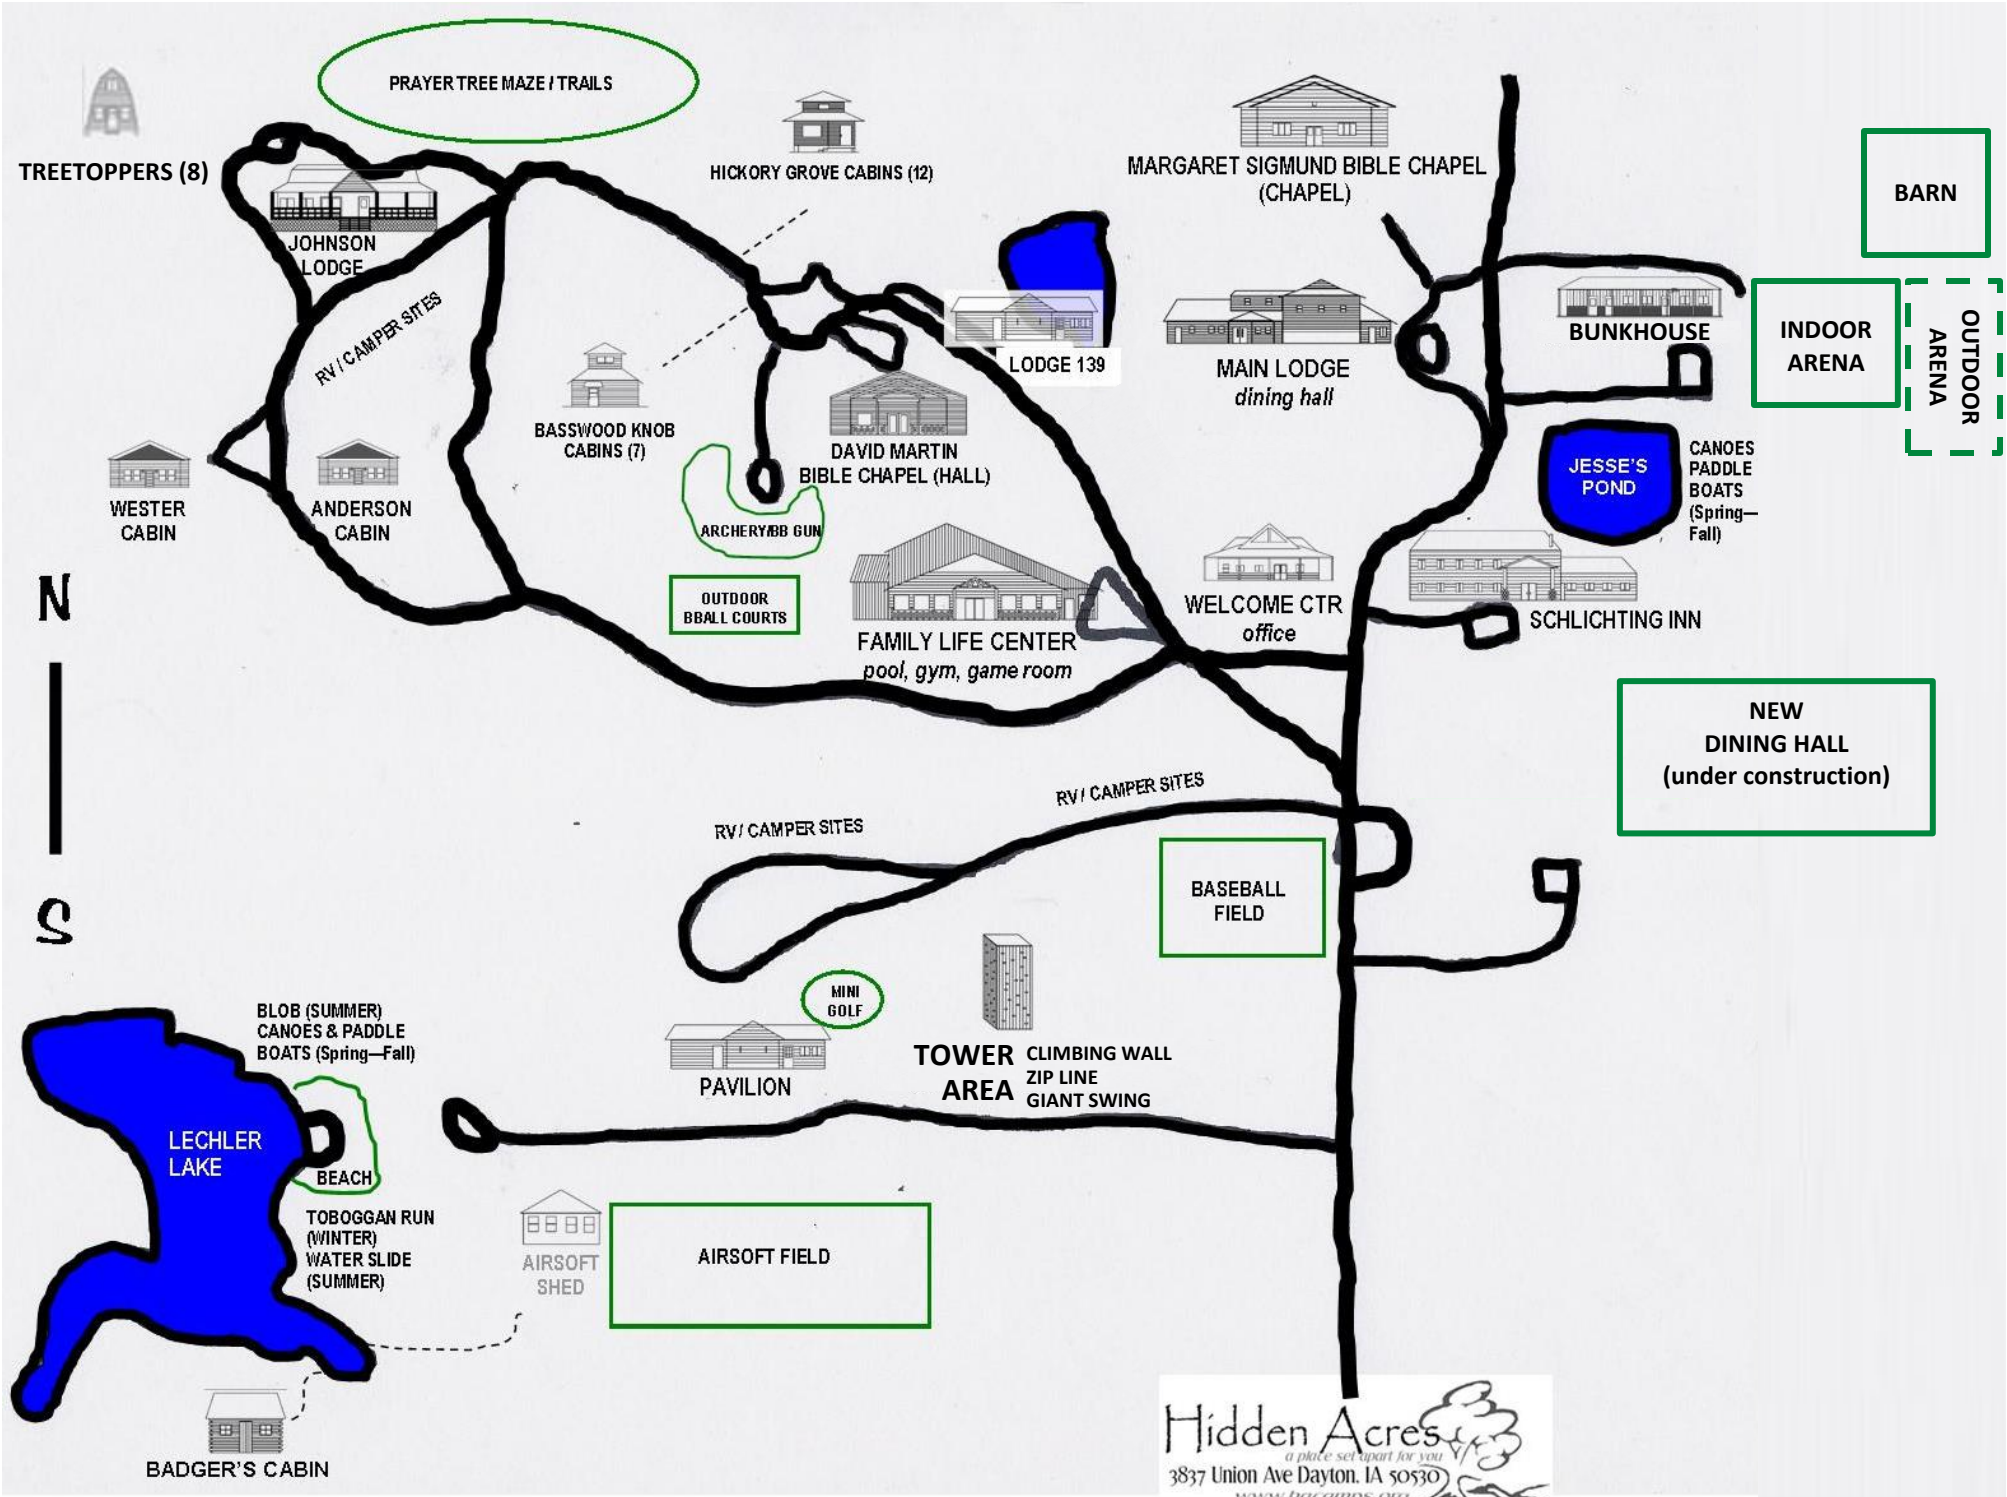 PRAYER TREE MAZE / TRAILS
TREETOPPERS (8)
HICKORY GROVE CABINS (12)
MARGARET SIGMUND BIBLE CHAPEL
(CHAPEL)
BARN
JOHNSON
LODGE
RV / CAMPER SITES
LODGE 139
MAIN LODGE
dining hall
BUNKHOUSE
INDOOR
ARENA
OUTDOOR
ARENA
BASSWOOD KNOB
CABINS (7)
DAVID MARTIN
BIBLE CHAPEL (HALL)
JESSE'S
POND
CANOES
PADDLE
BOATS
(Spring—
Fall)
WESTER
CABIN
ANDERSON
CABIN
ARCHERY/BB GUN
OUTDOOR
BBALL COURTS
FAMILY LIFE CENTER
pool, gym, game room
WELCOME CTR
office
SCHLICHTING INN
N
S
NEW
DINING HALL
(under construction)
RV / CAMPER SITES
RV / CAMPER SITES
BASEBALL
FIELD
MINI
GOLF
PAVILION
TOWER
AREA
CLIMBING WALL
ZIP LINE
GIANT SWING
BLOB (SUMMER)
CANOES & PADDLE
BOATS (Spring—Fall)
LECHLER
LAKE
BEACH
TOBOGGAN RUN
(WINTER)
WATER SLIDE
(SUMMER)
AIRSOFT
SHED
AIRSOFT FIELD
BADGER'S CABIN
Hidden Acres
a place set apart for you
3837 Union Ave Dayton, IA 50530